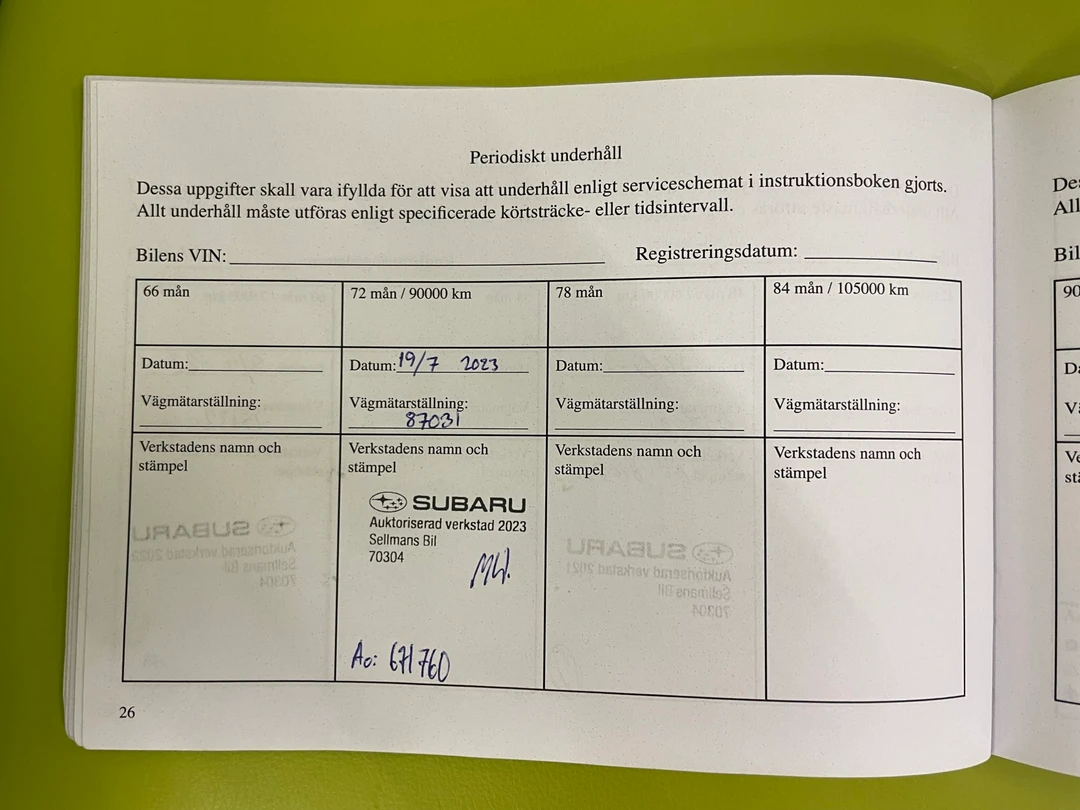 Periodiskt underhåll
Dessa uppgifter skall vara ifyllda för att visa att underhåll enligt serviceschemat i instruktionsboken gjorts.
Allt underhåll måste utföras enligt specificerade körtsträcke- eller tidsintervall.
Bilens VIN:
Registreringsdatum:
66 mån
72 mån / 90000 km
78 mån
84 mån / 105000 km
Datum:
Datum: 19/7 2023
Datum:
Datum:
Vägmätarställning:
Vägmätarställning:
87031
Vägmätarställning:
Vägmätarställning:
Verkstadens namn och
stämpel
Verkstadens namn och
stämpel
SUBARU
Auktoriserad verkstad 2023
Sellmans Bil
70304
MW.
Ao: 671760
Verkstadens namn och
stämpel
Verkstadens namn och
stämpel
26
All
Bil
90